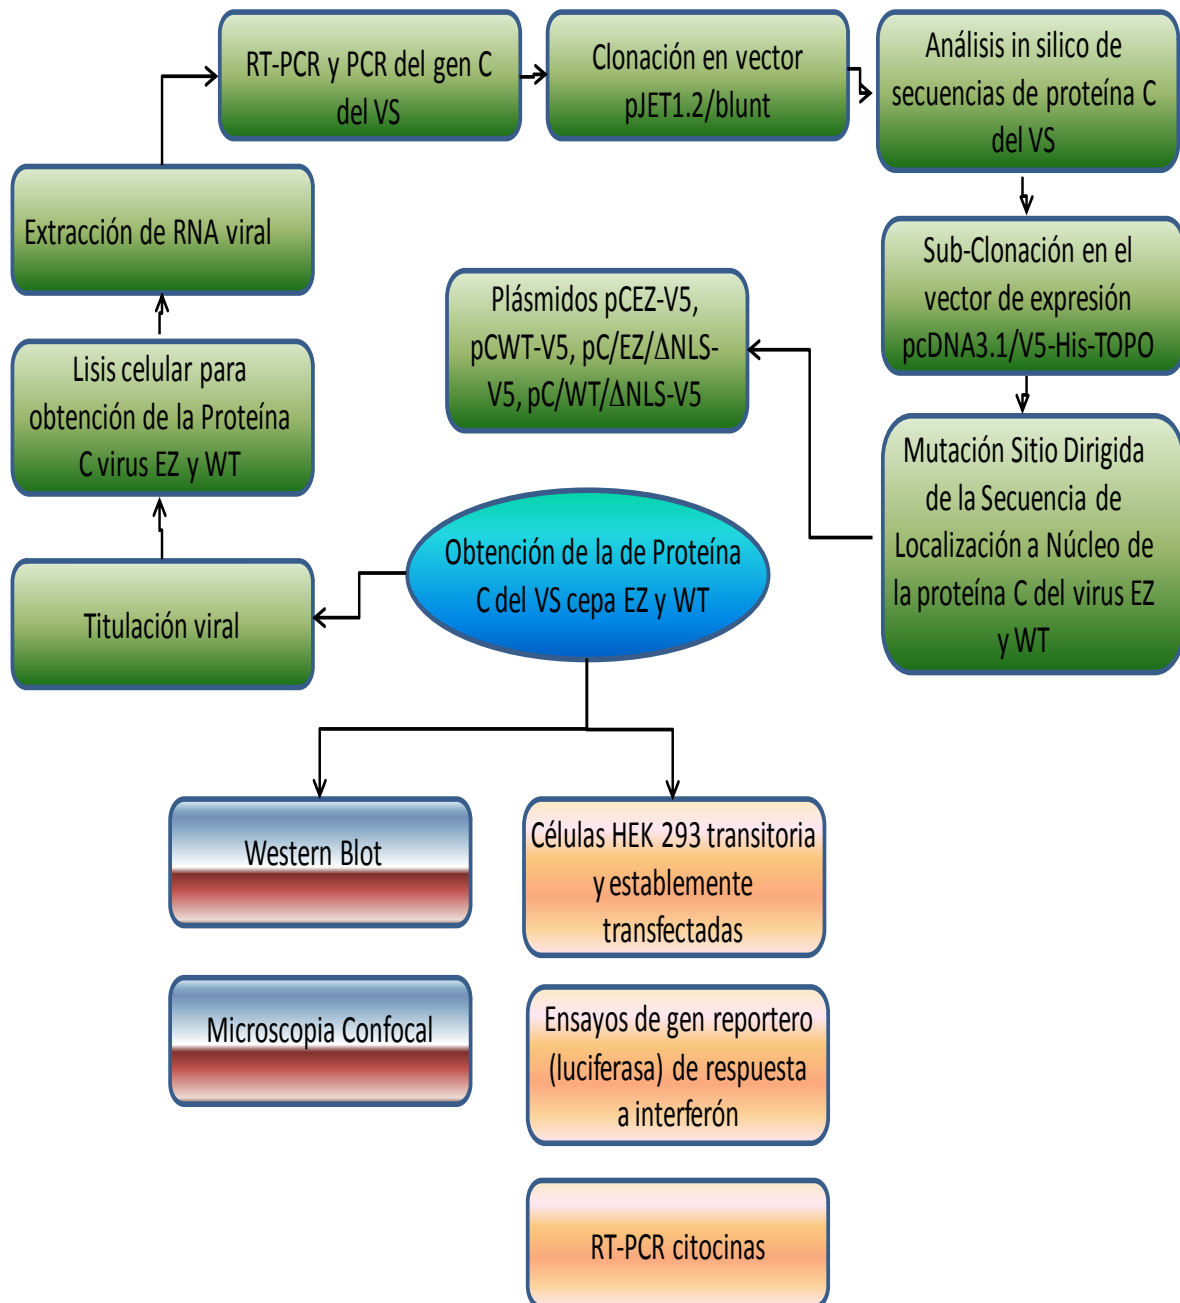 RT-PCR y PCR del gen C
del VS
Clonación en vector
pJET1.2/blunt
Análisis in silico de
secuencias de proteína C
del VS
Extracción de RNA viral
Sub-Clonación en el
vector de expresión
pcDNA3.1/V5-His-TOPO
Plásmidos pCEZ-V5,
pCWT-V5, pC/EZ/ΔNLS-
V5, pC/WT/ΔNLS-V5
Lisis celular para
obtención de la Proteína
C virus EZ y WT
Mutación Sitio Dirigida
de la Secuencia de
Localización a Núcleo de
la proteína C del virus EZ
y WT
Obtención de la de Proteína
C del VS cepa EZ y WT
Titulación viral
Western Blot
Células HEK 293 transitoria
y establemente
transfectadas
Microscopia Confocal
Ensayos de gen reportero
(luciferasa) de respuesta
a interferón
RT-PCR citocinas